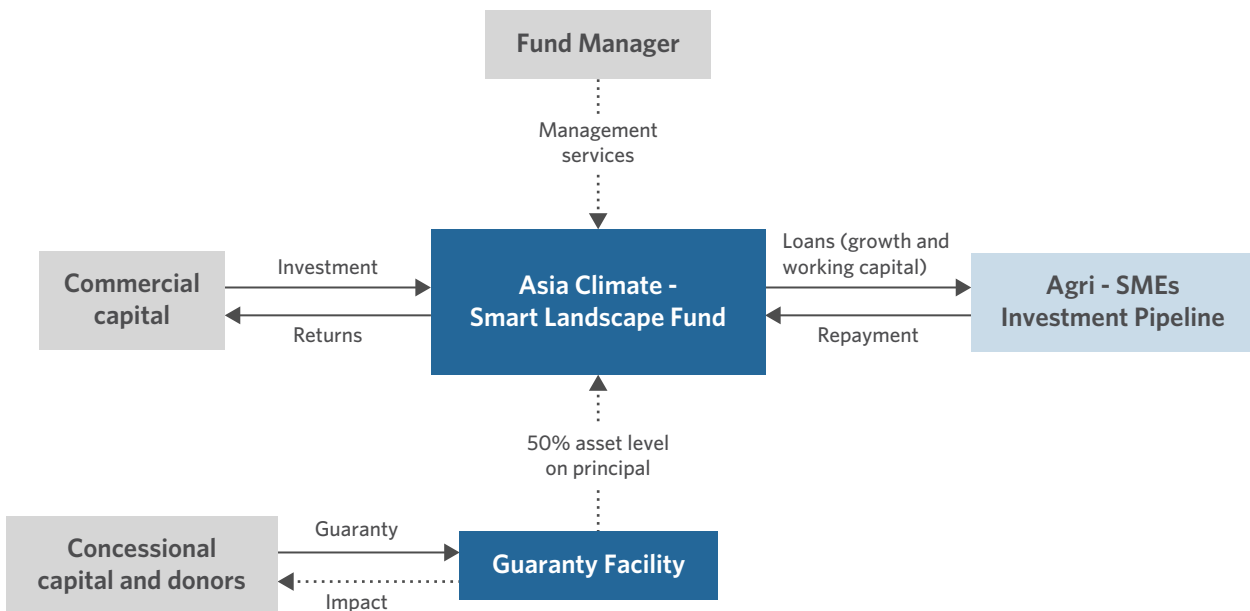 Fund Manager
Management
services
Commercial
capital
Investment
Returns
Asia Climate -
Smart Landscape Fund
Loans (growth and
working capital)
Repayment
Agri - SMEs
Investment Pipeline
50% asset level
on principal
Concessional
capital and donors
Guaranty
Impact
Guaranty Facility